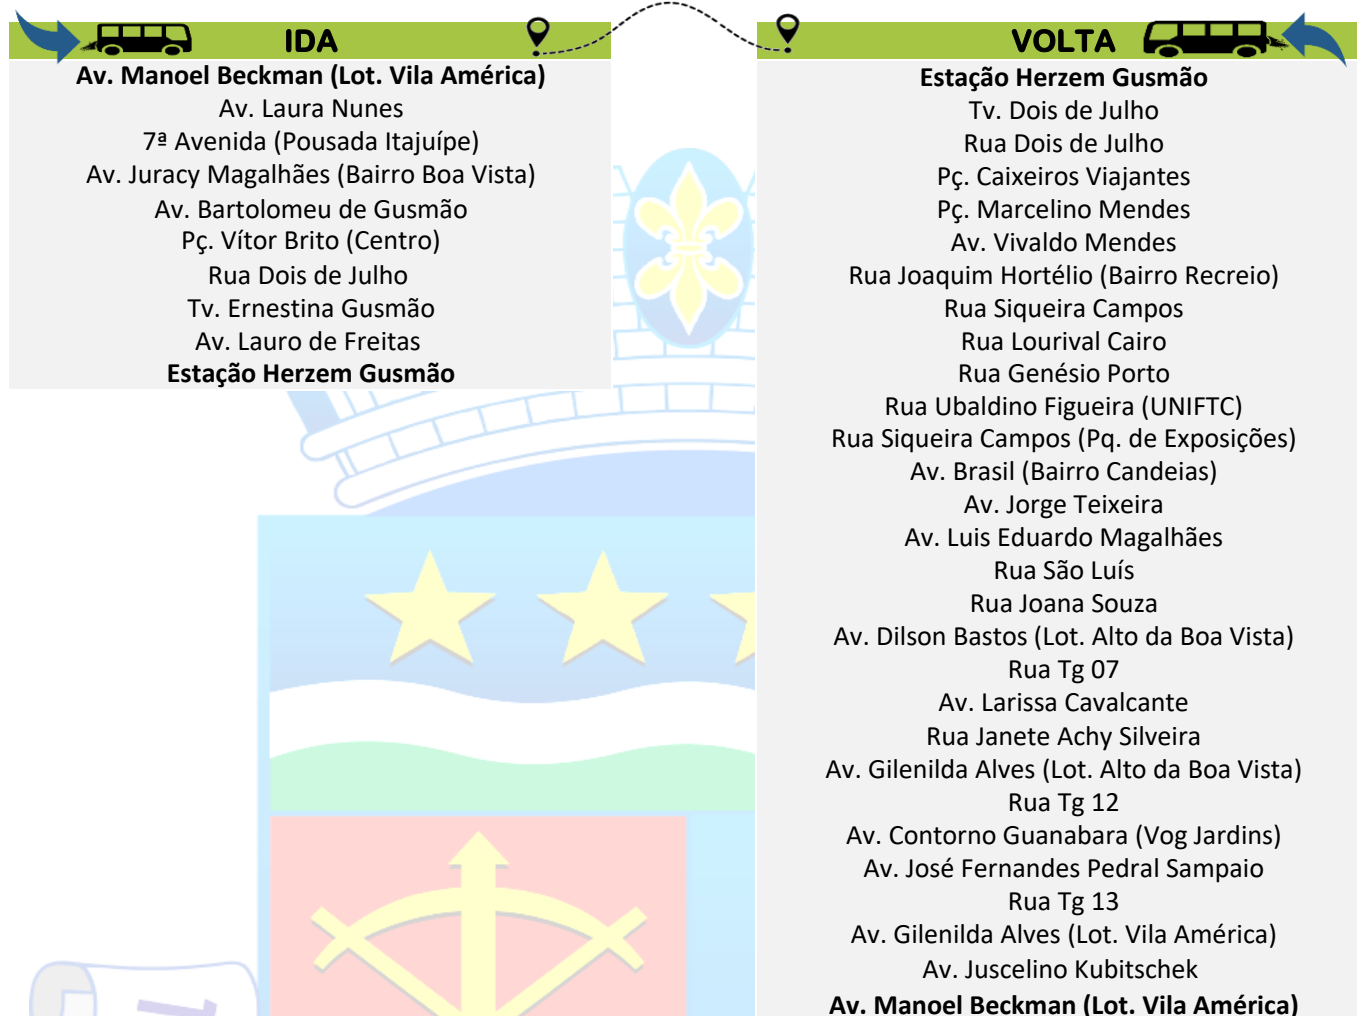 IDA
Av. Manoel Beckman (Lot. Vila América)
Av. Laura Nunes
7ª Avenida (Pousada Itajuípe)
Av. Juracy Magalhães (Bairro Boa Vista)
Av. Bartolomeu de Gusmão
Pç. Vítor Brito (Centro)
Rua Dois de Julho
Tv. Ernestina Gusmão
Av. Lauro de Freitas
Estação Herzem Gusmão
VOLTA
Estação Herzem Gusmão
Tv. Dois de Julho
Rua Dois de Julho
Pç. Caixeiros Viajantes
Pç. Marcelino Mendes
Av. Vivaldo Mendes
Rua Joaquim Hortélio (Bairro Recreio)
Rua Siqueira Campos
Rua Lourival Cairo
Rua Genésio Porto
Rua Ubaldino Figueira (UNIFTC)
Rua Siqueira Campos (Pq. de Exposições)
Av. Brasil (Bairro Candeias)
Av. Jorge Teixeira
Av. Luis Eduardo Magalhães
Rua São Luís
Rua Joana Souza
Av. Dilson Bastos (Lot. Alto da Boa Vista)
Rua Tg 07
Av. Larissa Cavalcante
Rua Janete Achy Silveira
Av. Gilenilda Alves (Lot. Alto da Boa Vista)
Rua Tg 12
Av. Contorno Guanabara (Vog Jardins)
Av. José Fernandes Pedral Sampaio
Rua Tg 13
Av. Gilenilda Alves (Lot. Vila América)
Av. Juscelino Kubitschek
Av. Manoel Beckman (Lot. Vila América)